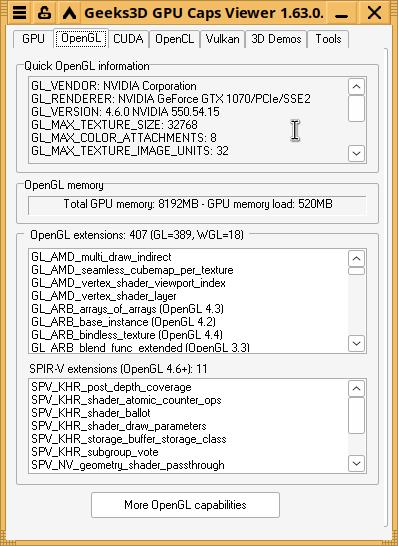 Geeks3D GPU Caps Viewer 1.63.0.
GPU OpenGL CUDA OpenCL Vulkan 3D Demos Tools
Quick OpenGL information
GL_VENDOR: NVIDIA Corporation
GL_RENDERER: NVIDIA GeForce GTX 1070/PCIe/SSE2
GL_VERSION: 4.6.0 NVIDIA 550.54.15
GL_MAX_TEXTURE_SIZE: 32768
GL_MAX_COLOR_ATTACHMENTS: 8
GL_MAX_TEXTURE_IMAGE_UNITS: 32
OpenGL memory
Total GPU memory: 8192MB - GPU memory load: 520MB
OpenGL extensions: 407 (GL=389, WGL=18)
GL_AMD_multi_draw_indirect
GL_AMD_seamless_cubemap_per_texture
GL_AMD_vertex_shader_viewport_index
GL_AMD_vertex_shader_layer
GL_ARB_arrays_of_arrays (OpenGL 4.3)
GL_ARB_base_instance (OpenGL 4.2)
GL_ARB_bindless_texture (OpenGL 4.4)
GL_ARB_blend_func_extended (OpenGL 3.3)
SPIR-V extensions (OpenGL 4.6+): 11
SPV_KHR_post_depth_coverage
SPV_KHR_shader_atomic_counter_ops
SPV_KHR_shader_ballot
SPV_KHR_shader_draw_parameters
SPV_KHR_storage_buffer_storage_class
SPV_KHR_subgroup_vote
SPV_NV_geometry_shader_passthrough
More OpenGL capabilities